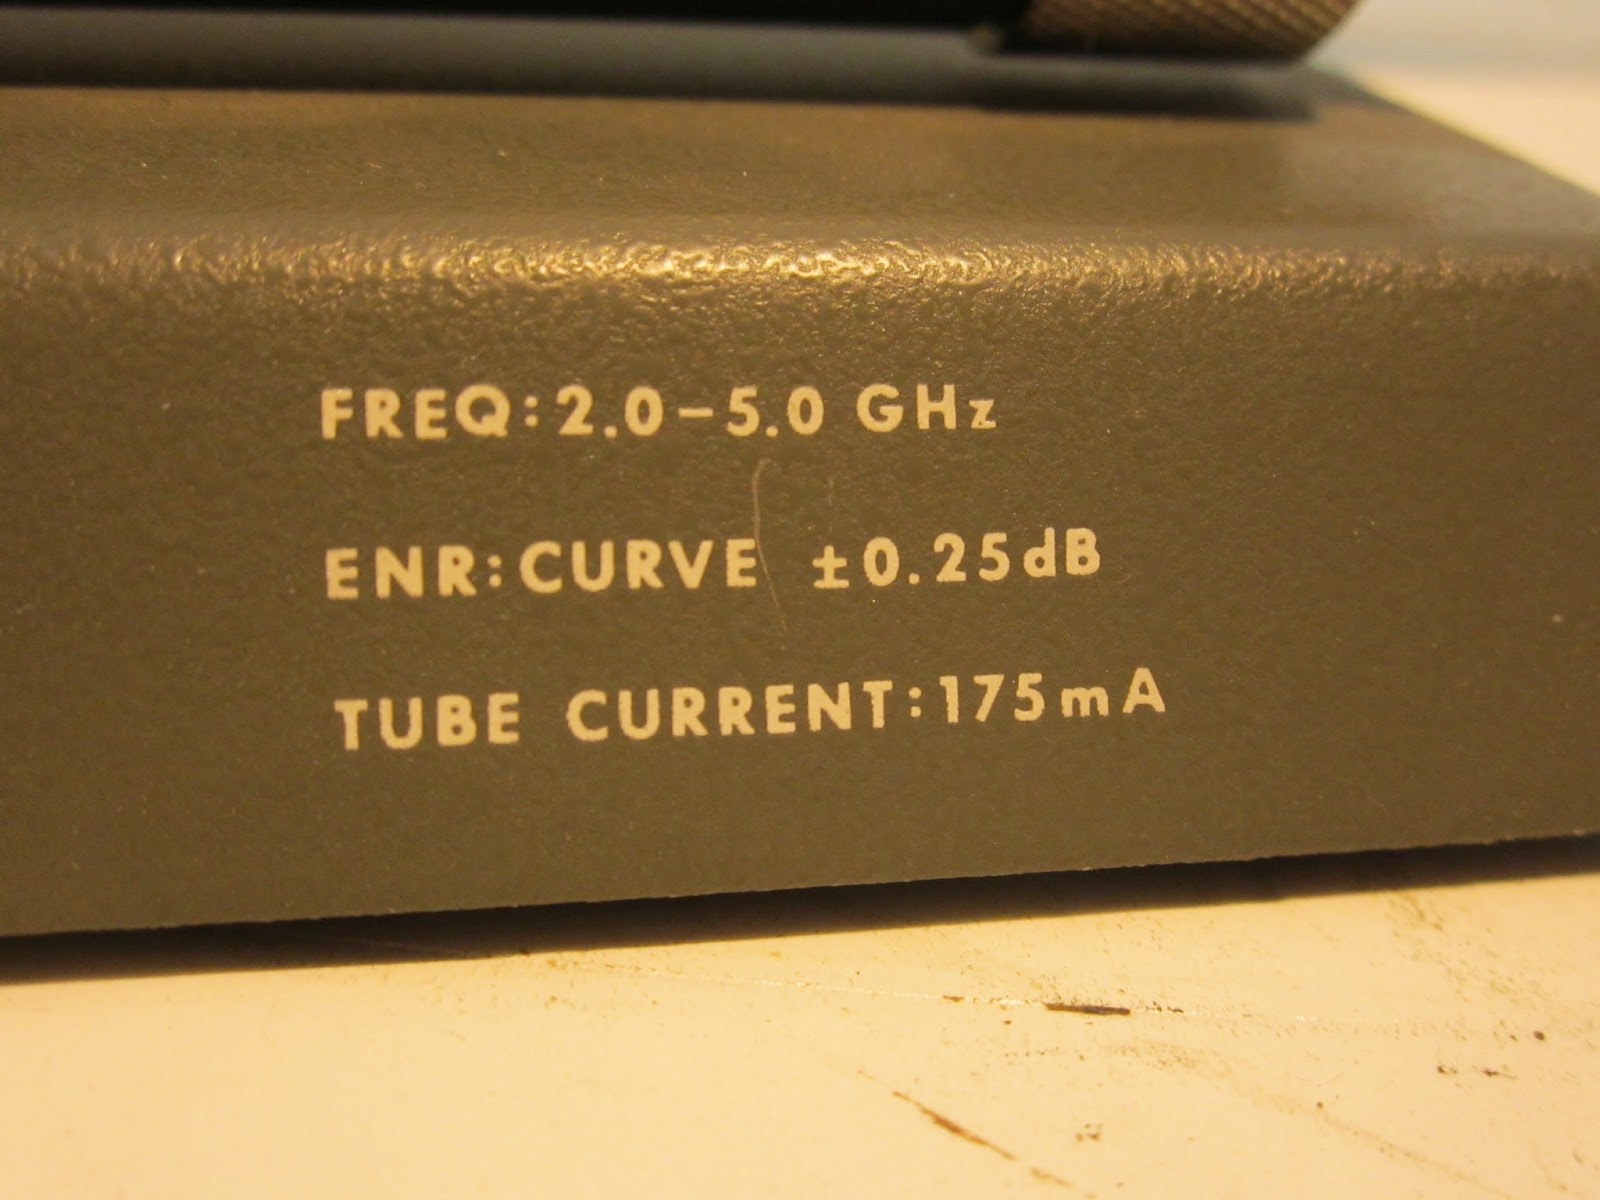 FREQ:2.0–5.0 GHz
ENR:CURVE ±0.25dB
TUBE CURRENT:175mA